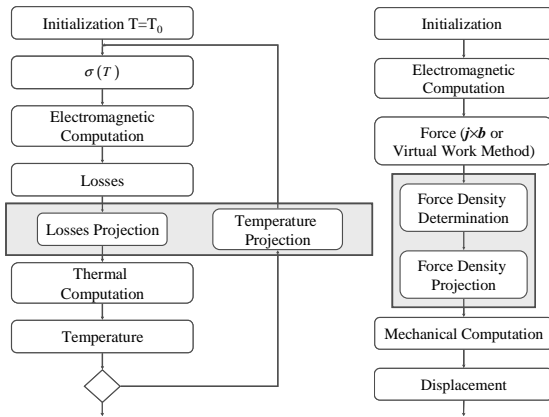 Initialization T=T0
σ(T)
Electromagnetic
Computation
Losses
Losses Projection
Temperature
Projection
Thermal
Computation
Temperature
Initialization
Electromagnetic
Computation
Force (j×b or
Virtual Work Method)
Force Density
Determination
Force Density
Projection
Mechanical Computation
Displacement